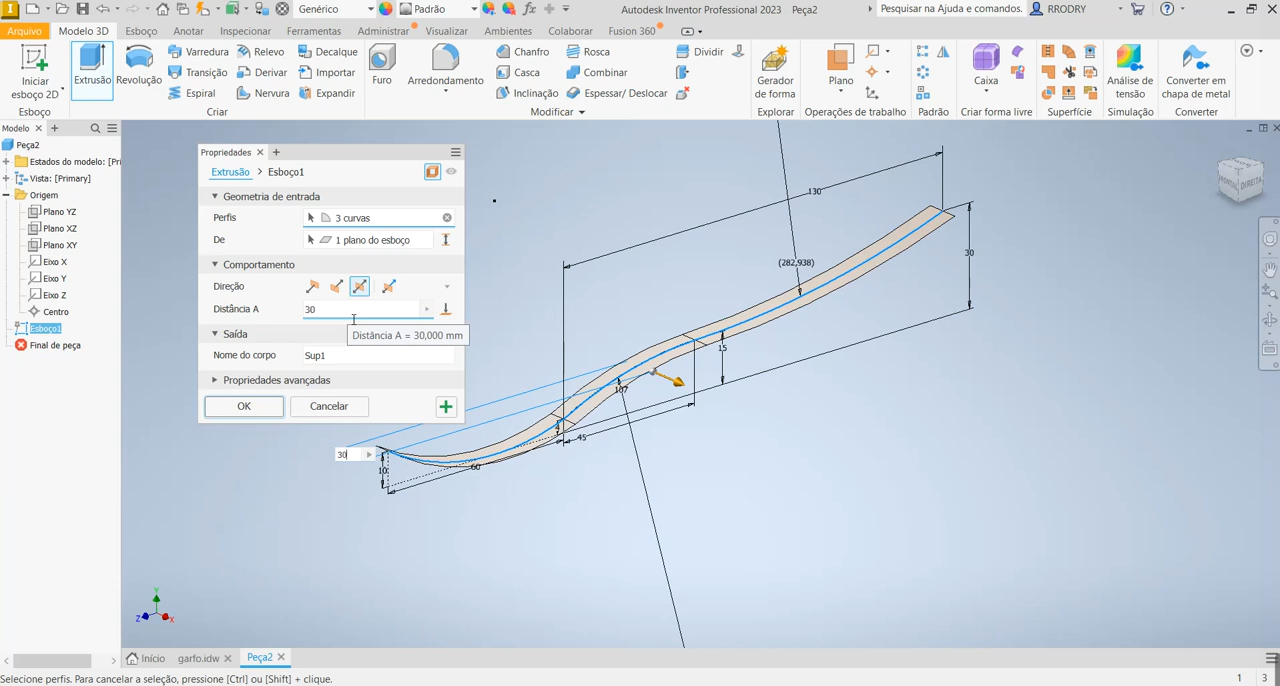 Genérico
Padrão
Autodesk Inventor Professional 2023 Peça2
Pesquisar na Ajuda e comandos.
RRODRY
Arquivo Modelo 3D Esboço Anotar Inspecionar Ferramentas Administrar Visualizar Ambientes Colaborar Fusion 360
Iniciar
esboço 2D
Extrusão
Revolução
Varredura
Transição
Espiral
Relevo
Derivar
Nervura
Decalque
Importar
Expandir
Furo
Arredondamento
Chanfro
Casca
Inclinação
Rosca
Combinar
Espessar/ Deslocar
Dividir
Gerador
de forma
Plano
Caixa
Análise de
tensão
Converter em
chapa de metal
Esboço
Criar
Modificar
Explorar
Operações de trabalho
Padrão
Criar forma livre
Superfície
Simulação
Converter
Modelo
Peça2
Estados do modelo: [Pri
Vista: [Primary]
Origem
Plano YZ
Plano XZ
Plano XY
Eixo X
Eixo Y
Eixo Z
Centro
Esboço1
Final de peça
Propriedades
Extrusão > Esboço1
Geometria de entrada
Perfis
3 curvas
De
1 plano do esboço
Comportamento
Direção
Distância A
30
Saída
Distância A = 30,000 mm
Nome do corpo
Sup1
Propriedades avançadas
OK
Cancelar
130
(282,938)
30
15
107
45
60
10
30
DIREITA
Y
Z
X
Início
garfo.idw
Peça2
Selecione perfis. Para cancelar a seleção, pressione [Ctrl] ou [Shift] + clique.
1
3